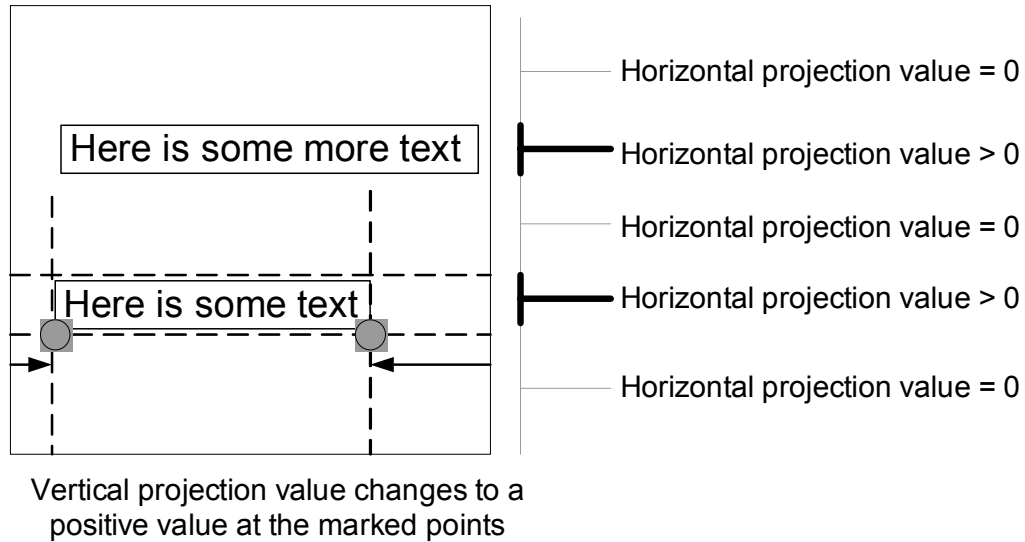 Horizontal projection value = 0
Here is some more text
Horizontal projection value > 0
Horizontal projection value = 0
Here is some text
Horizontal projection value > 0
Horizontal projection value = 0
Vertical projection value changes to a
positive value at the marked points